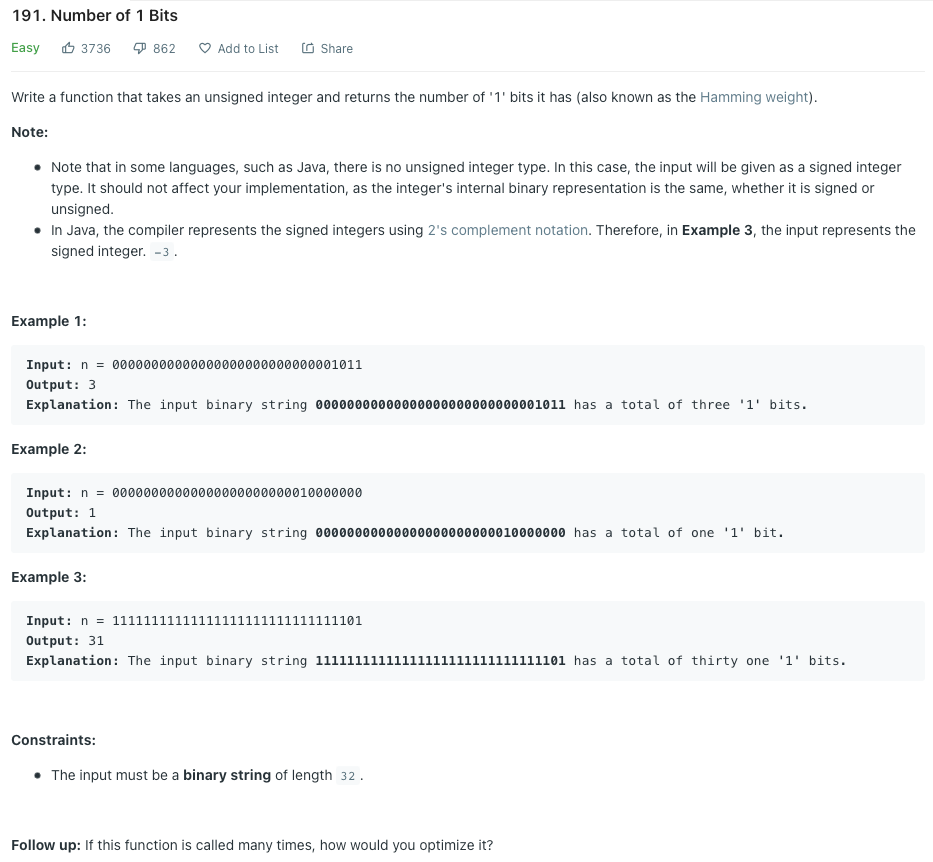 191. Number of 1 Bits
Easy 3736 862 Add to List Share
Write a function that takes an unsigned integer and returns the number of '1' bits it has (also known as the Hamming weight).
Note:
• Note that in some languages, such as Java, there is no unsigned integer type. In this case, the input will be given as a signed integer
type. It should not affect your implementation, as the integer's internal binary representation is the same, whether it is signed or
unsigned.
• In Java, the compiler represents the signed integers using 2's complement notation. Therefore, in Example 3, the input represents the
signed integer. -3.
Example 1:
Input: n = 00000000000000000000000000001011
Output: 3
Explanation: The input binary string 00000000000000000000000000001011 has a total of three '1' bits.
Example 2:
Input: n = 00000000000000000000000010000000
Output: 1
Explanation: The input binary string 00000000000000000000000010000000 has a total of one '1' bit.
Example 3:
Input: n = 11111111111111111111111111111101
Output: 31
Explanation: The input binary string 11111111111111111111111111111101 has a total of thirty one '1' bits.
Constraints:
• The input must be a binary string of length 32.
Follow up: If this function is called many times, how would you optimize it?